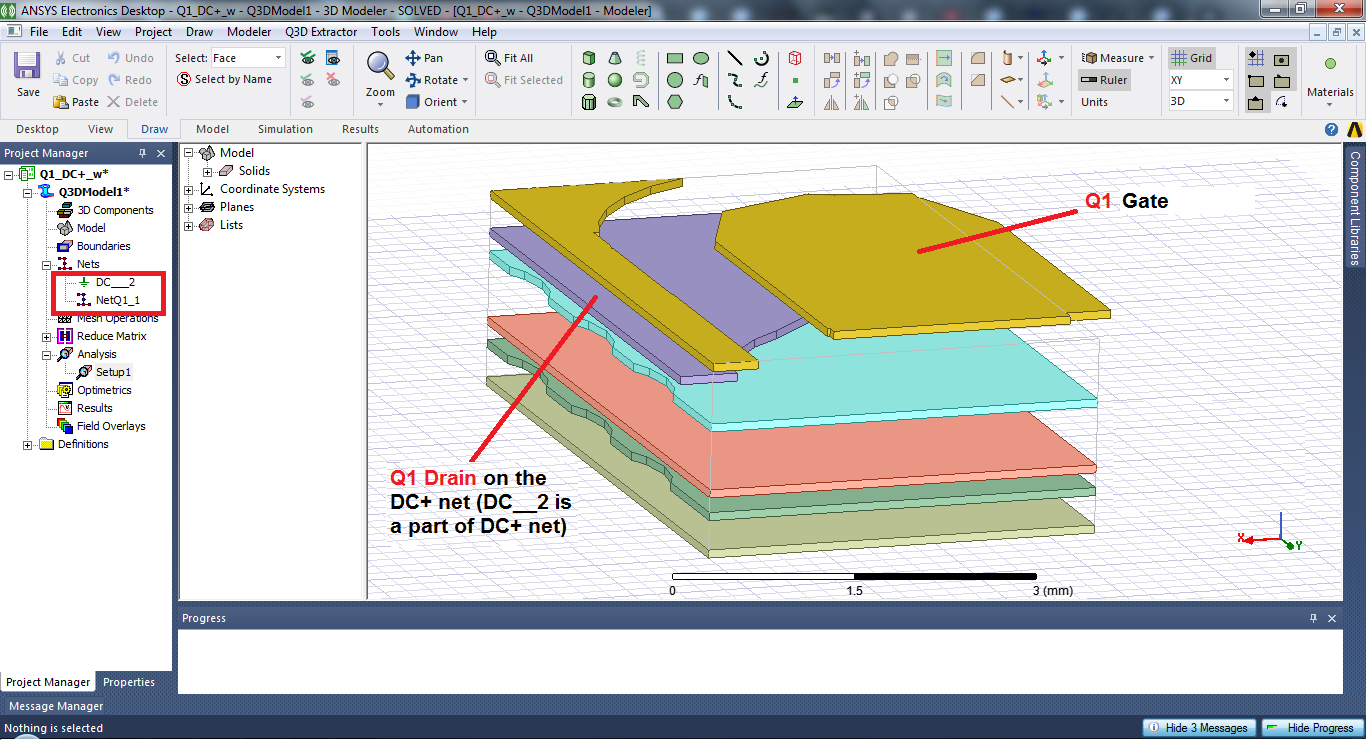 ANSYS Electronics Desktop - Q1_DC+_w - Q3DModel1 - 3D Modeler - SOLVED - [Q1_DC+_w - Q3DModel1 - Modeler]
File Edit View Project Draw Modeler Q3D Extractor Tools Window Help
Save
Cut
Copy
Paste
Undo
Redo
Delete
Select: Face
Select by Name
Zoom
Pan
Rotate
Orient
Fit All
Fit Selected
Measure
Ruler
Units
Grid
XY
3D
Materials
Desktop View Draw Model Simulation Results Automation
Project Manager
Q1_DC+_w*
Q3DModel1*
3D Components
Model
Boundaries
Nets
DC___2
NetQ1_1
Mesh Operations
Reduce Matrix
Analysis
Setup1
Optimetrics
Results
Field Overlays
Definitions
Model
Solids
Coordinate Systems
Planes
Lists
Q1 Gate
Q1 Drain on the
DC+ net (DC__2 is
a part of DC+ net)
X
Y
0 1.5 3 (mm)
Component Libraries
Progress
Project Manager Properties
Message Manager
Nothing is selected
Hide 3 Messages Hide Progress